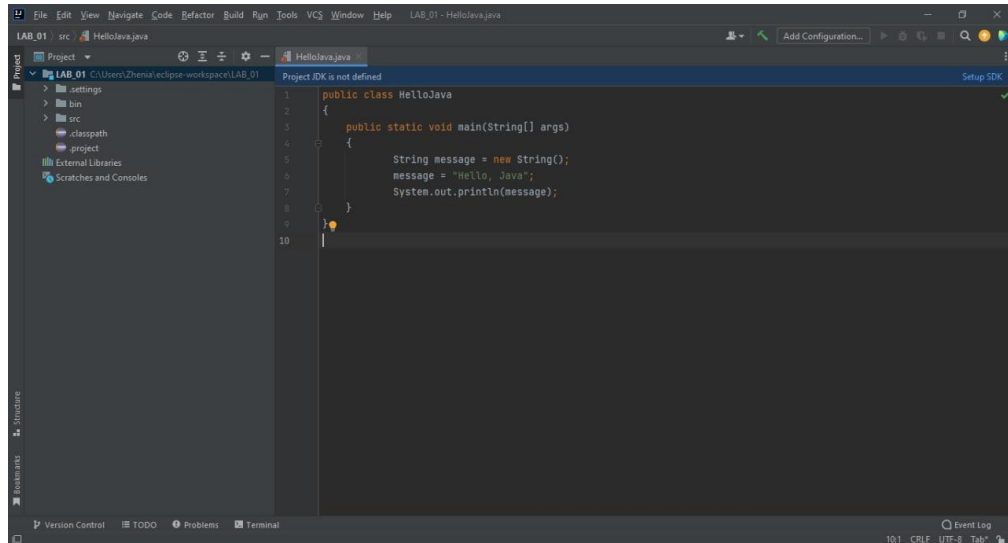 File Edit View Navigate Code Refactor Build Run Tools VCS Window Help LAB_01 - HelloJava.java
LAB_01 src HelloJava.java Add Configuration...
Project HelloJava.java
Project
LAB_01 C:\Users\Zhenia\eclipse-workspace\LAB_01
.settings
bin
src
.classpath
.project
External Libraries
Scratches and Consoles
Project JDK is not defined Setup SDK
1 public class HelloJava
2 {
3 public static void main(String[] args)
4 {
5 String message = new String();
6 message = "Hello, Java";
7 System.out.println(message);
8 }
9 }
10
Structure
Bookmarks
Version Control TODO Problems Terminal Event Log
10:1 CRLF UTF-8 Tab*